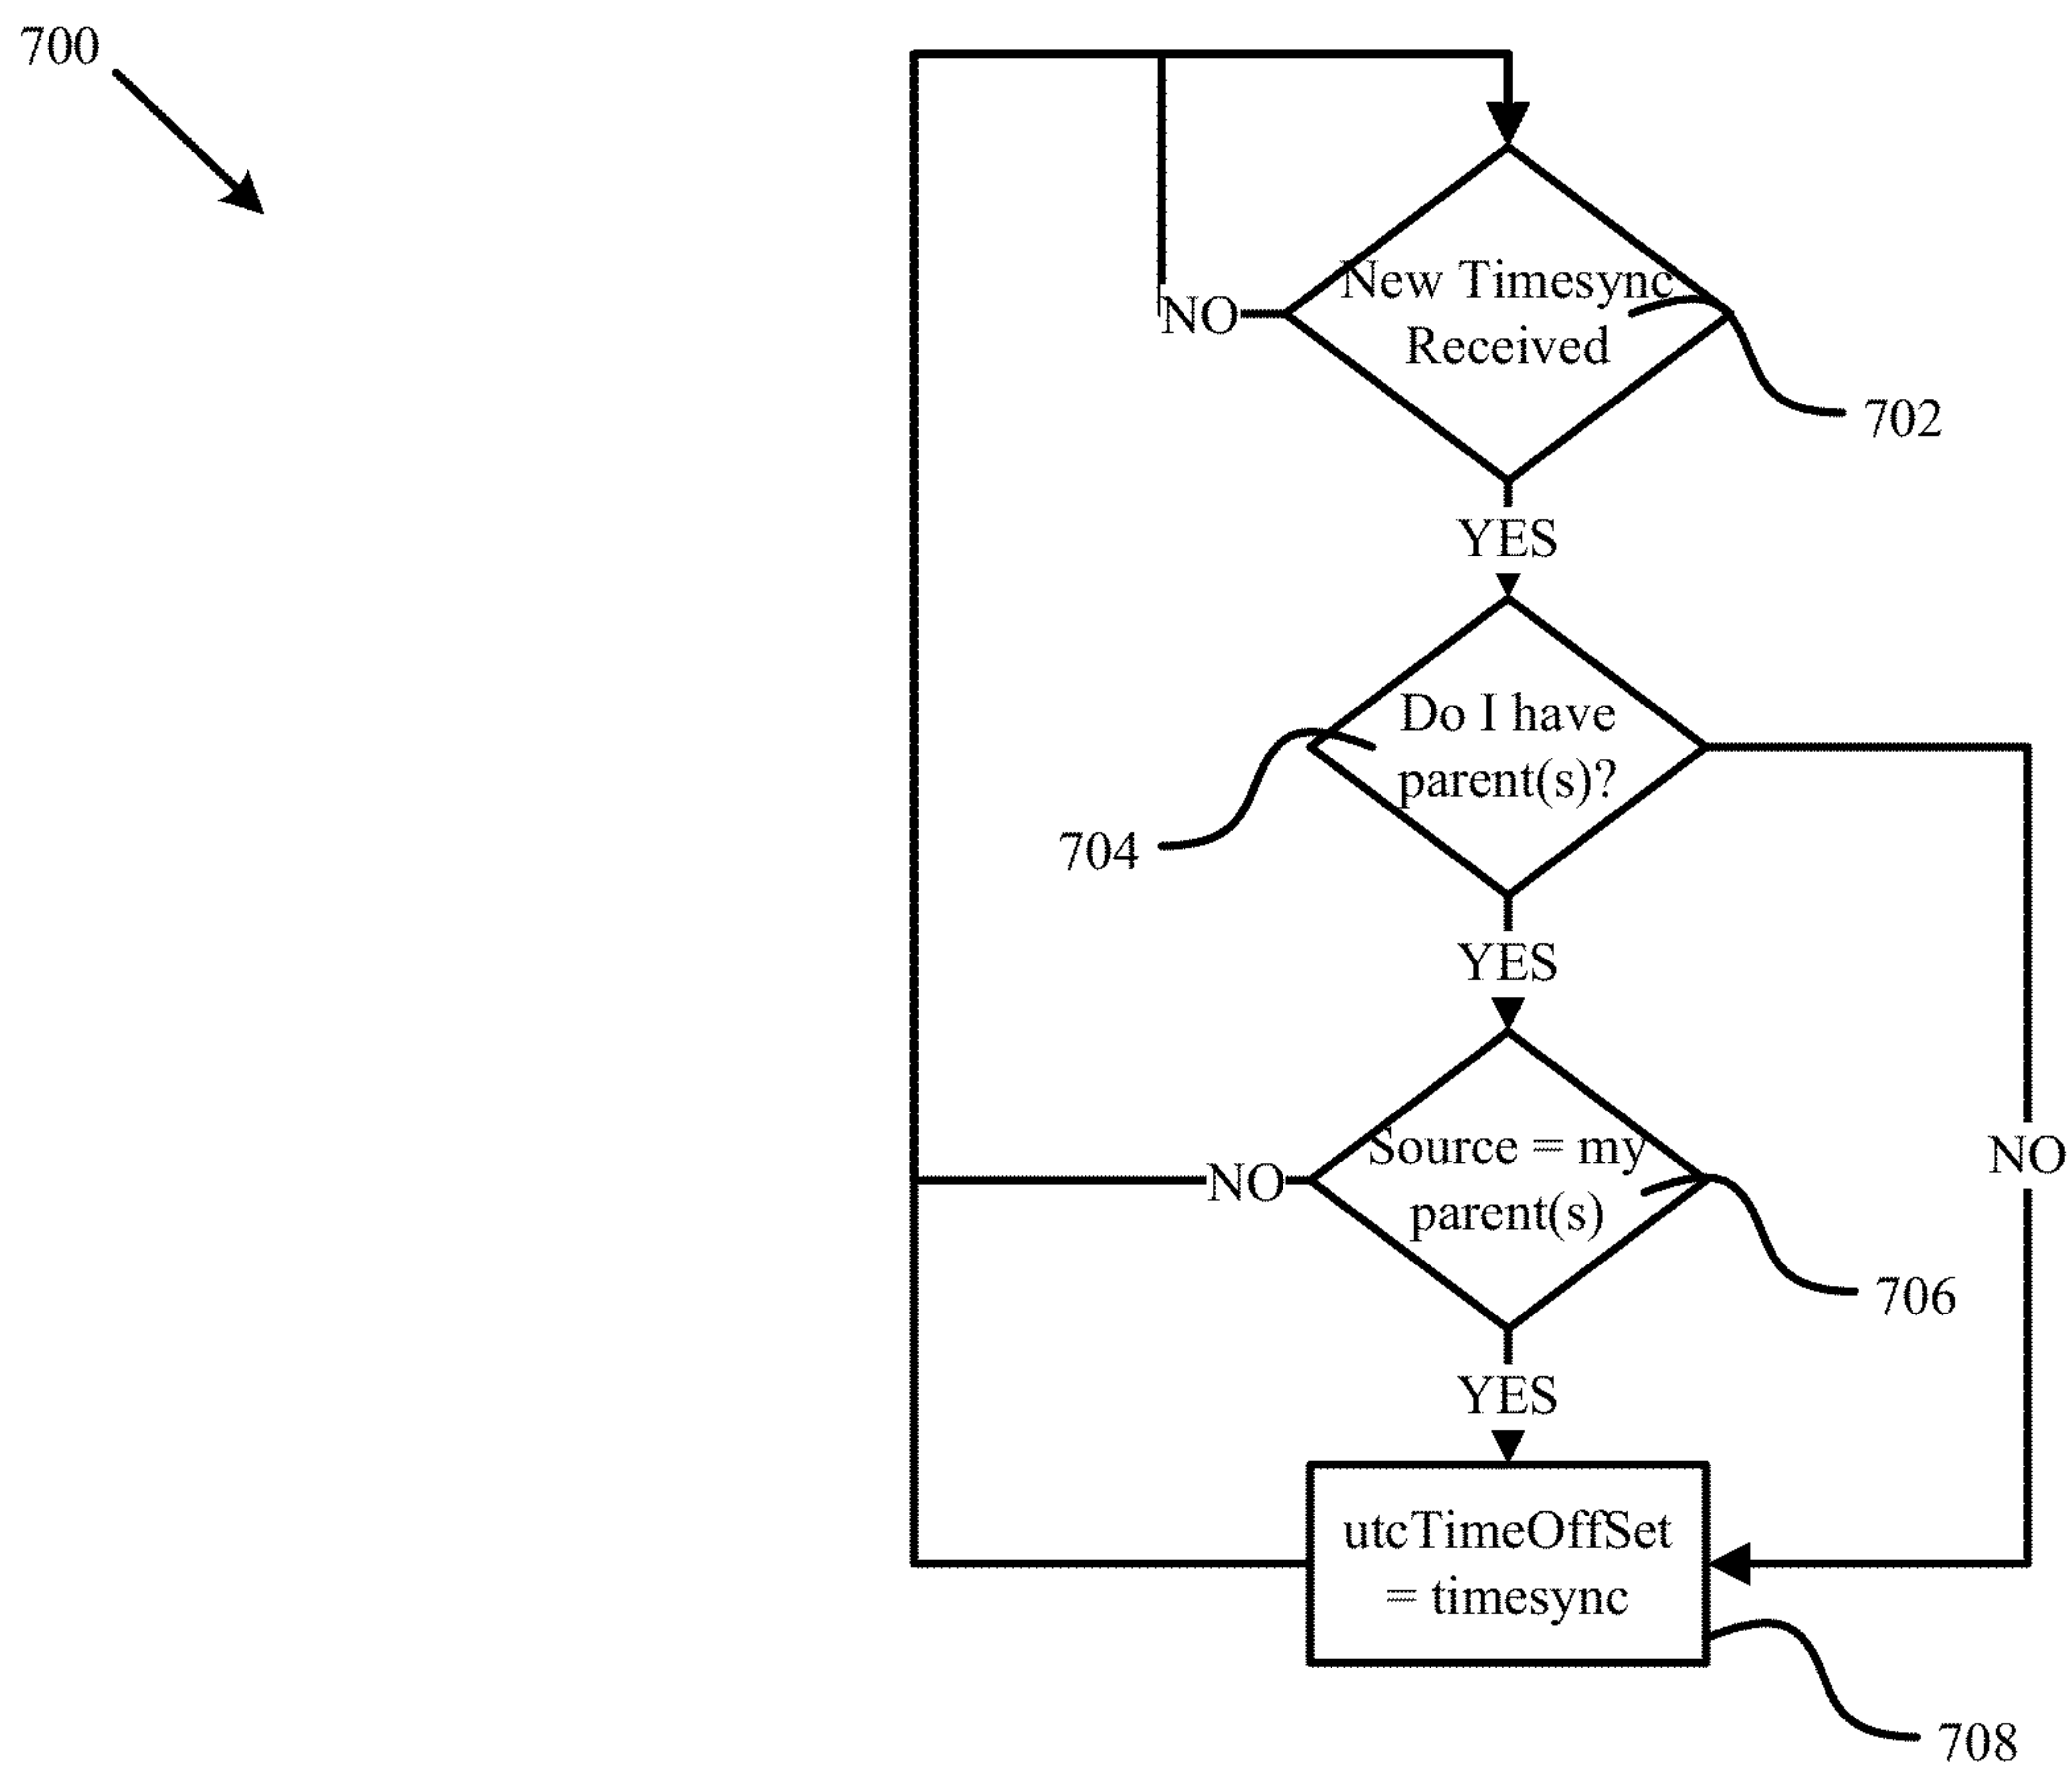 700
New Timesync
Received
NO
702
YES
Do I have
parent(s)?
704
YES
NO
Source = my
parent(s)
NO
706
YES
utcTimeOffSet
= timesync
708